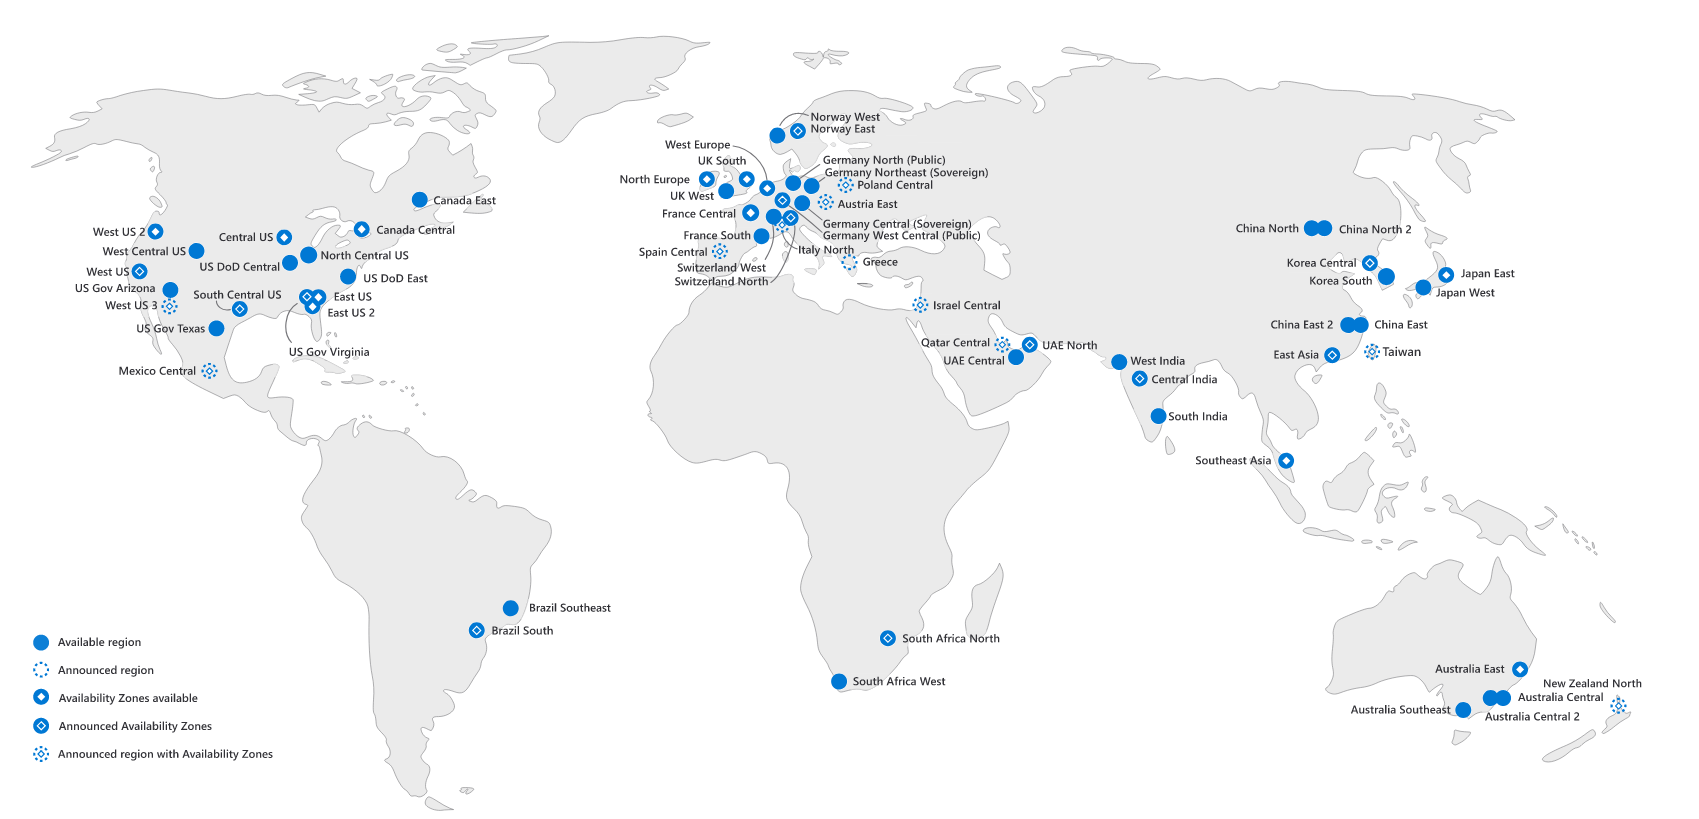 Norway West
Norway East
West Europe
UK South
North Europe
UK West
Germany North (Public)
Germany Northeast (Sovereign)
Poland Central
Austria East
France Central
Germany Central (Sovereign)
Germany West Central (Public)
France South
Spain Central
Italy North
Switzerland West
Switzerland North
Greece
Canada East
Canada Central
West US 2
Central US
West Central US
North Central US
US DoD Central
West US
US DoD East
US Gov Arizona
South Central US
East US
West US 3
East US 2
US Gov Texas
US Gov Virginia
Mexico Central
China North
China North 2
Korea Central
Japan East
Korea South
Japan West
Israel Central
China East 2
China East
Qatar Central
UAE North
UAE Central
East Asia
Taiwan
West India
Central India
South India
Southeast Asia
Brazil Southeast
Brazil South
South Africa North
South Africa West
Australia East
New Zealand North
Australia Central
Australia Southeast
Australia Central 2
Available region
Announced region
Availability Zones available
Announced Availability Zones
Announced region with Availability Zones